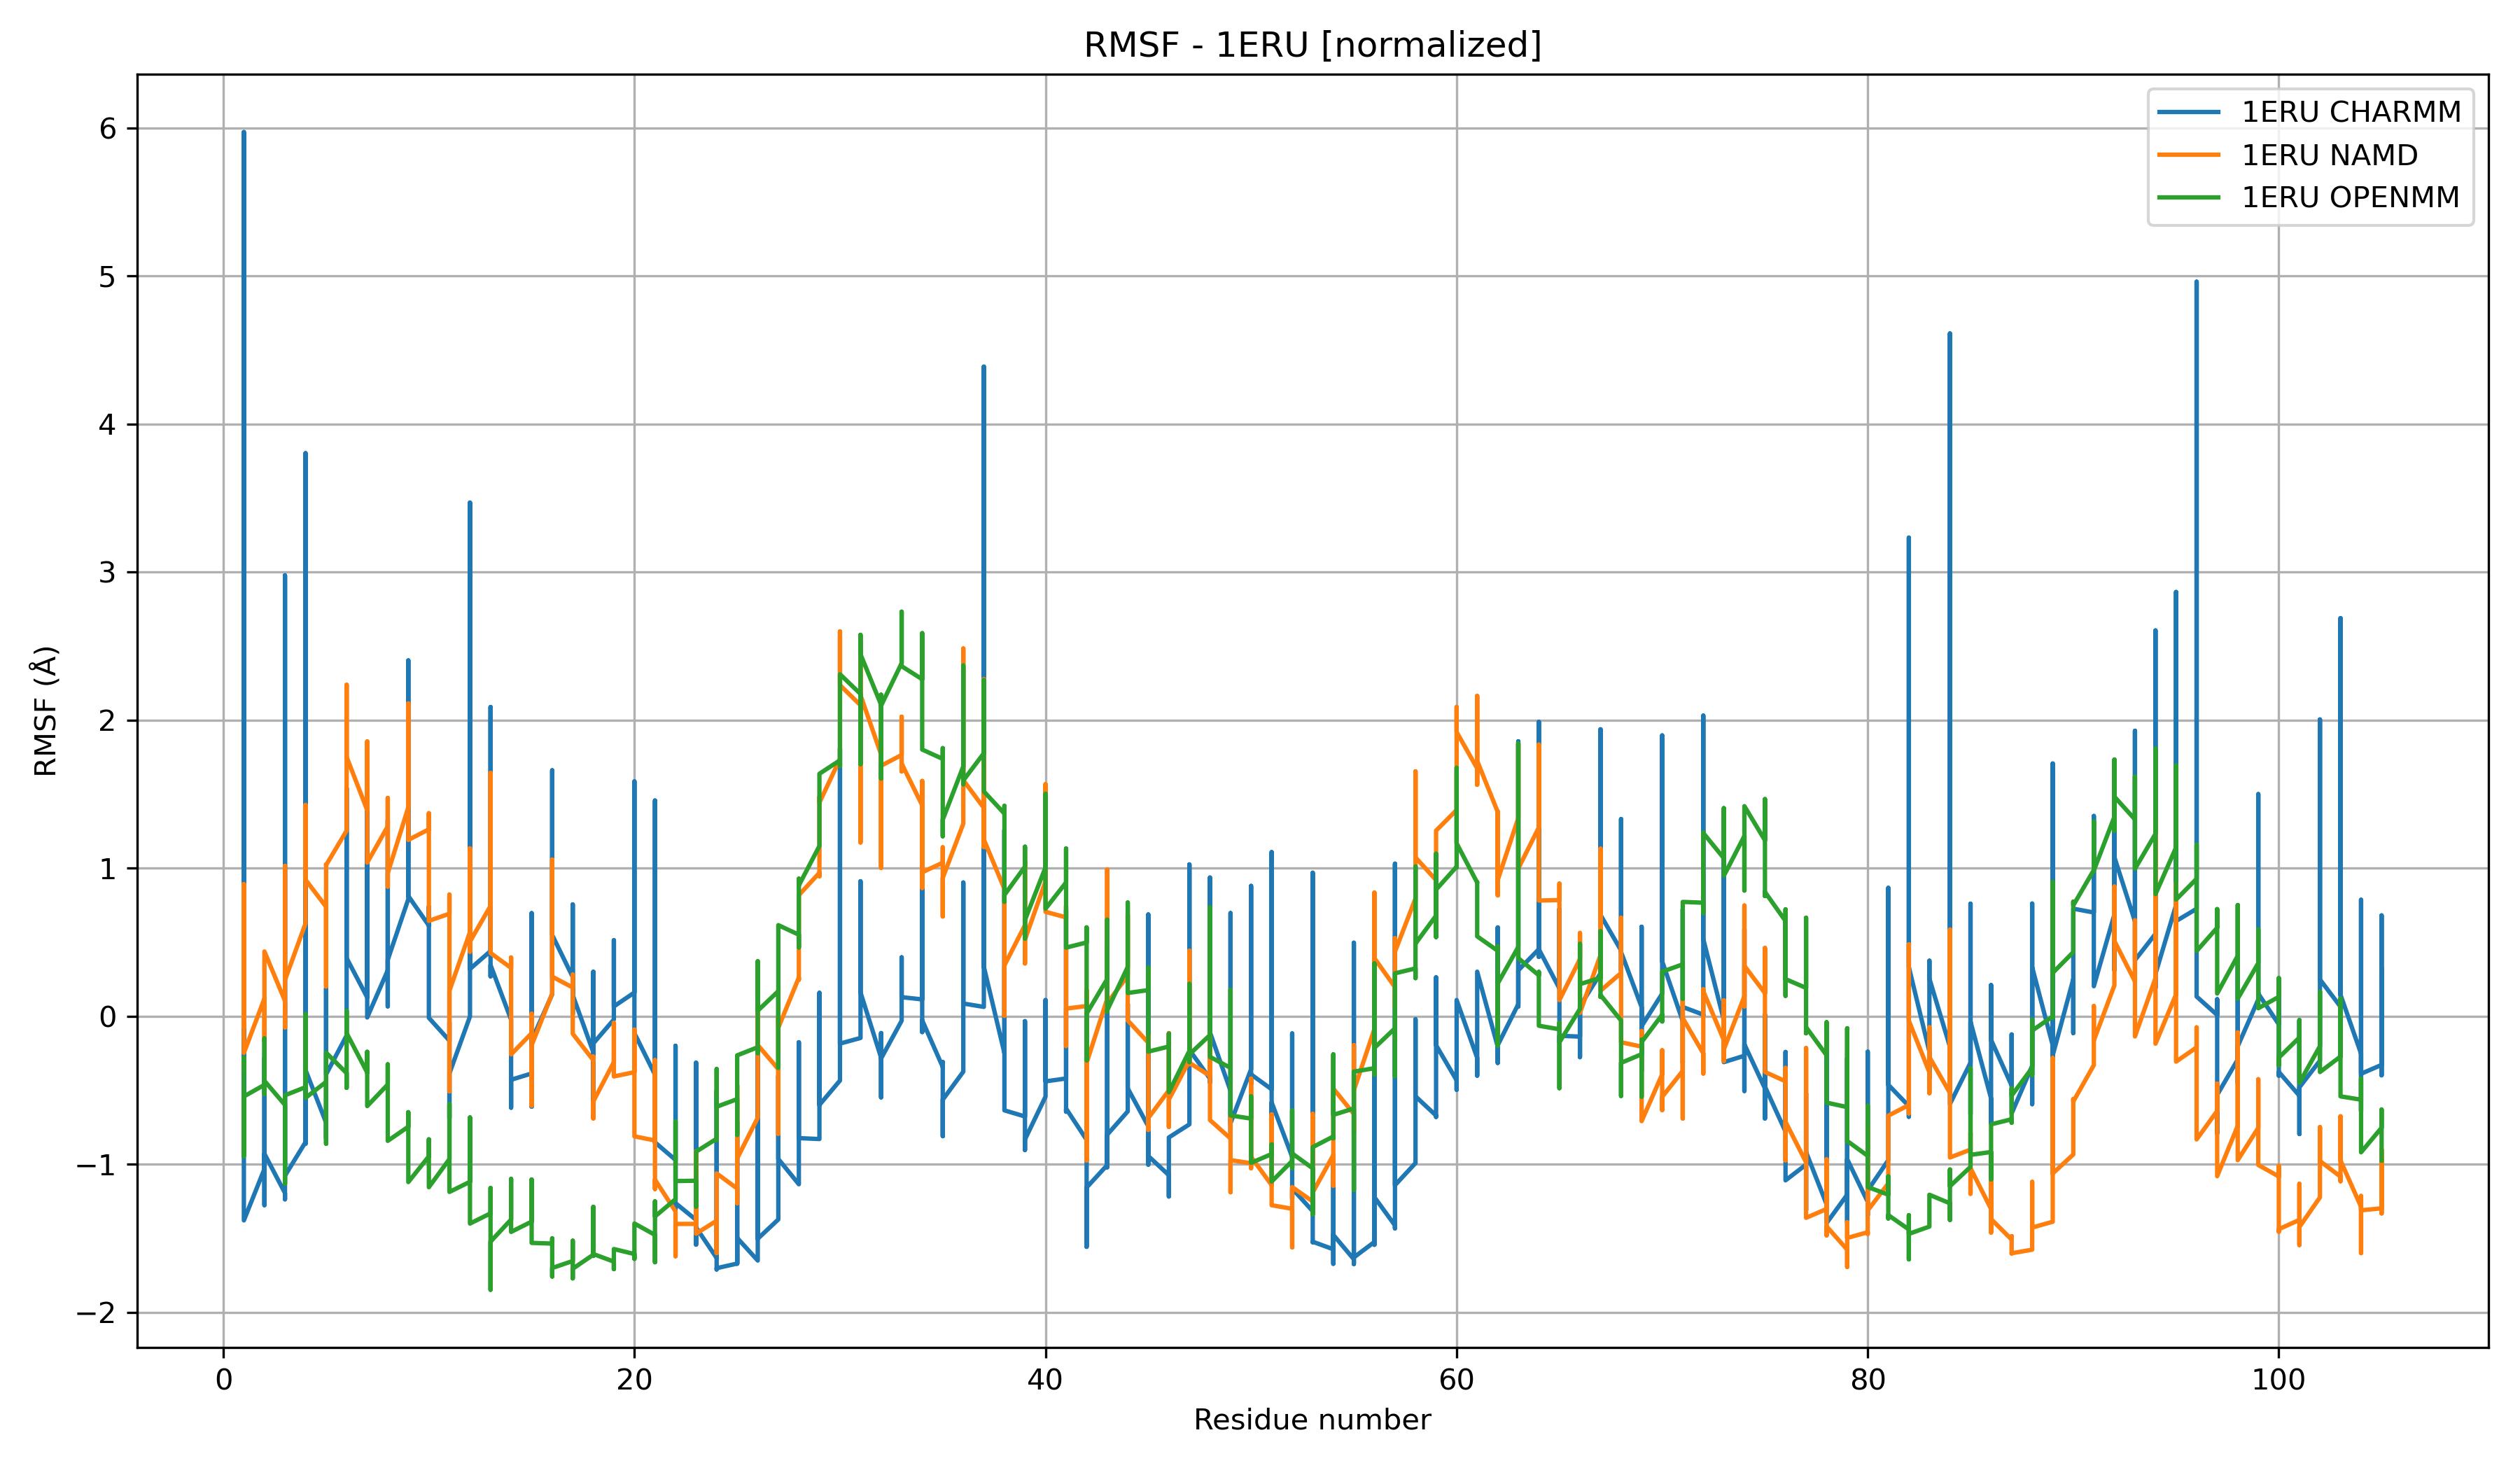 RMSF - 1ERU [normalized]
1ERU CHARMM
1ERU NAMD
1ERU OPENMM
RMSF (Å)
6
5
4
3
2
1
0
−1
−2
0 20 40 60 80 100
Residue number